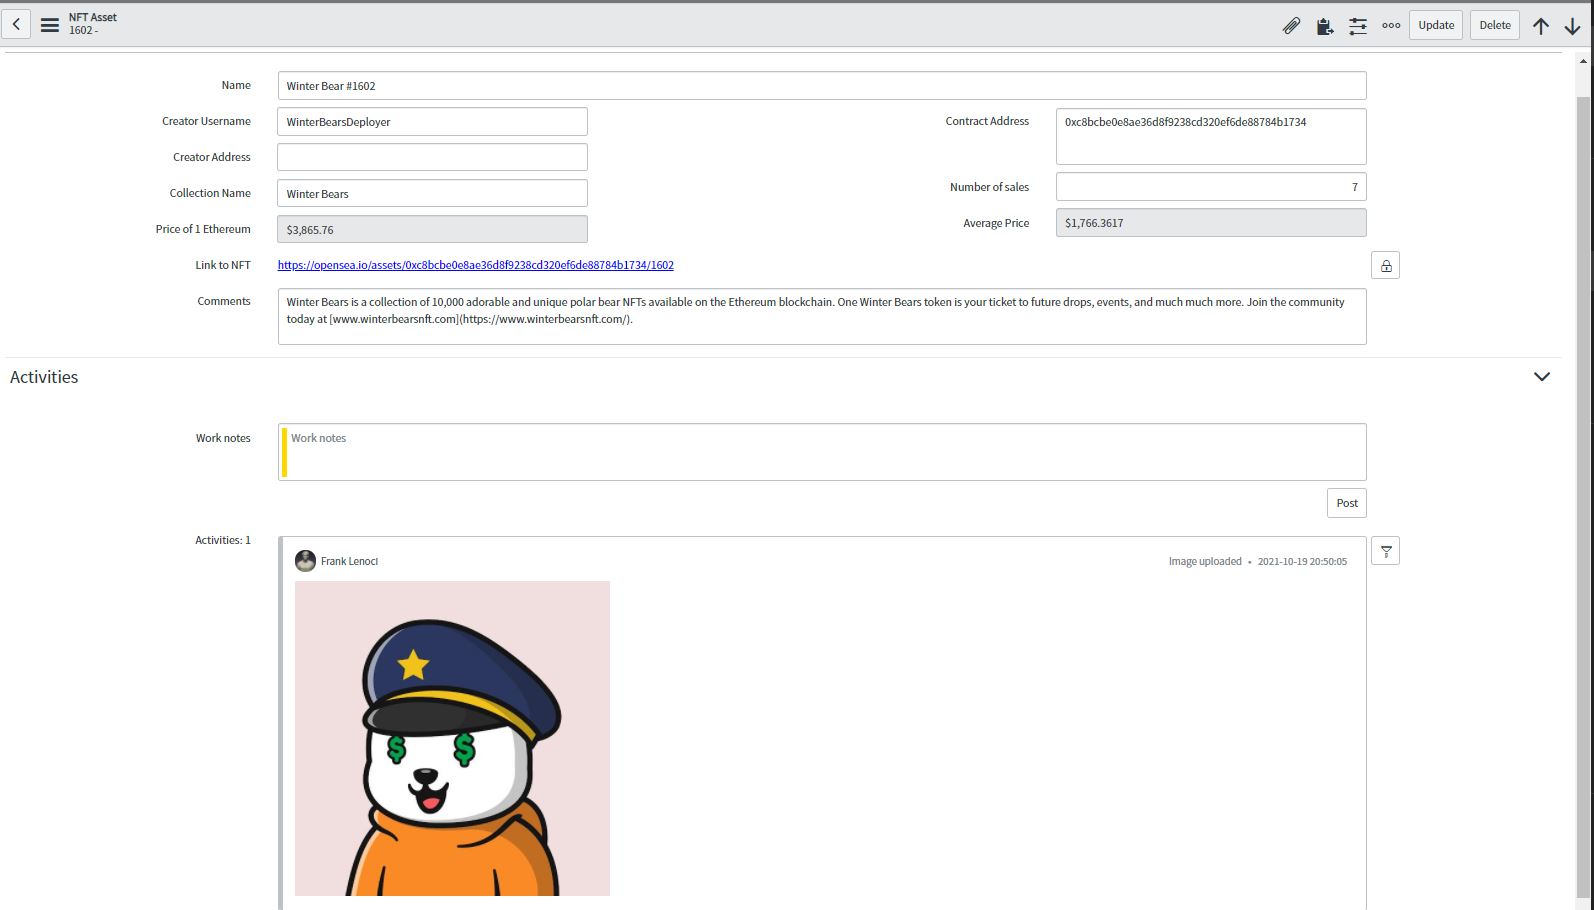 NFT Asset
1602 -
Update
Delete
Name
Winter Bear #1602
Creator Username
WinterBearsDeployer
Contract Address
0xc8bcbe0e8ae36d8f9238cd320ef6de88784b1734
Creator Address
Collection Name
Winter Bears
Number of sales
7
Price of 1 Ethereum
$3,865.76
Average Price
$1,766.3617
Link to NFT
https://opensea.io/assets/0xc8bcbe0e8ae36d8f9238cd320ef6de88784b1734/1602
Comments
Winter Bears is a collection of 10,000 adorable and unique polar bear NFTs available on the Ethereum blockchain. One Winter Bears token is your ticket to future drops, events, and much much more. Join the community
today at [www.winterbearsnft.com](https://www.winterbearsnft.com/).
Activities
Work notes
Work notes
Post
Activities: 1
Frank Lenoci
Image uploaded • 2021-10-19 20:50:05
$ $